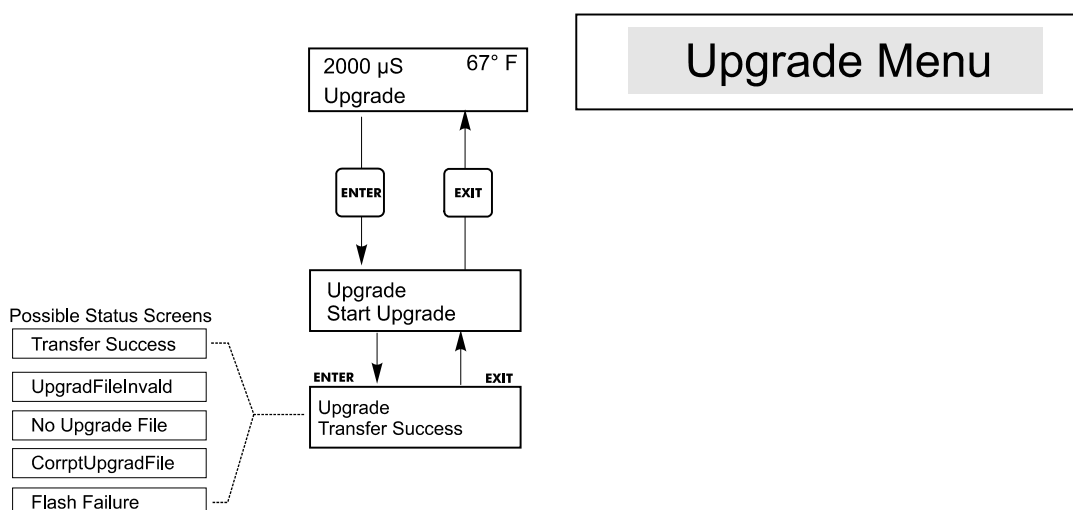 Upgrade Menu
2000 µS 67° F
Upgrade
ENTER EXIT
Upgrade
Start Upgrade
Possible Status Screens
Transfer Success
UpgradFileInvald
No Upgrade File
CorrptUpgradFile
Flash Failure
ENTER EXIT
Upgrade
Transfer Success